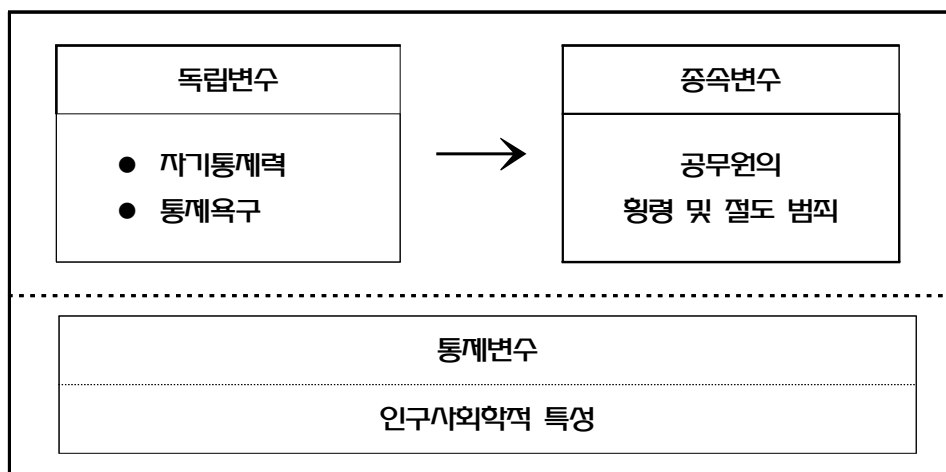 독립변수
● 자기통제력
● 통제욕구
종속변수
공무원의
횡령 및 절도 범죄
통제변수
인구사회학적 특성